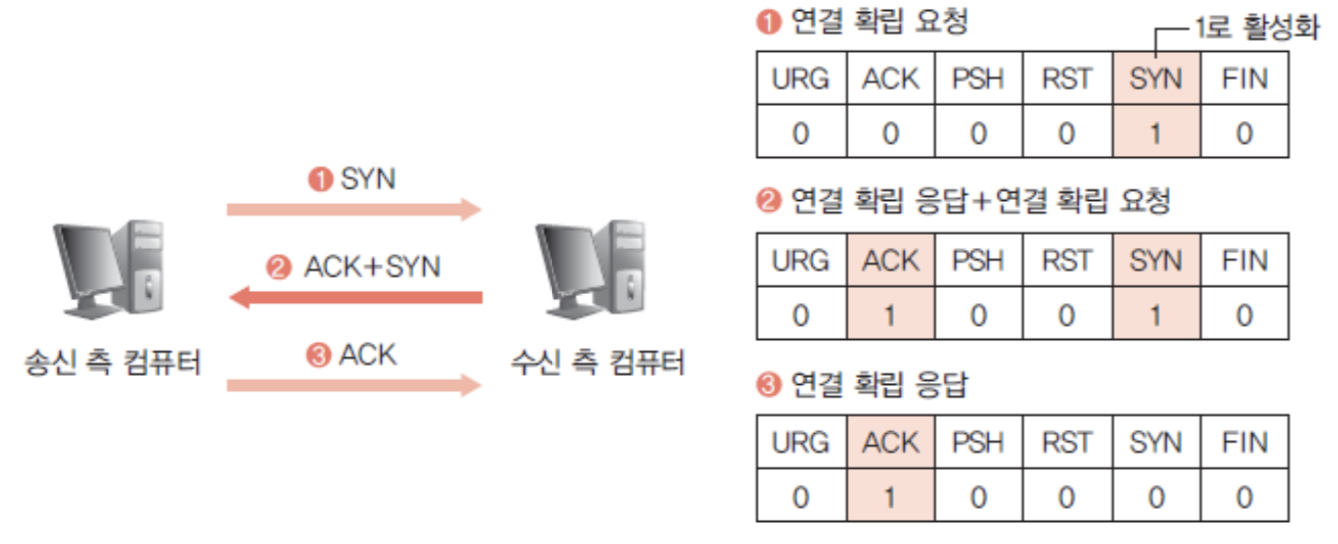 ❶ SYN
❷ ACK+SYN
❸ ACK
송신 측 컴퓨터
수신 측 컴퓨터
❶ 연결 확립 요청
1로 활성화
URG ACK PSH RST SYN FIN
0 0 0 0 1 0
❷ 연결 확립 응답+연결 확립 요청
URG ACK PSH RST SYN FIN
0 1 0 0 1 0
❸ 연결 확립 응답
URG ACK PSH RST SYN FIN
0 1 0 0 0 0